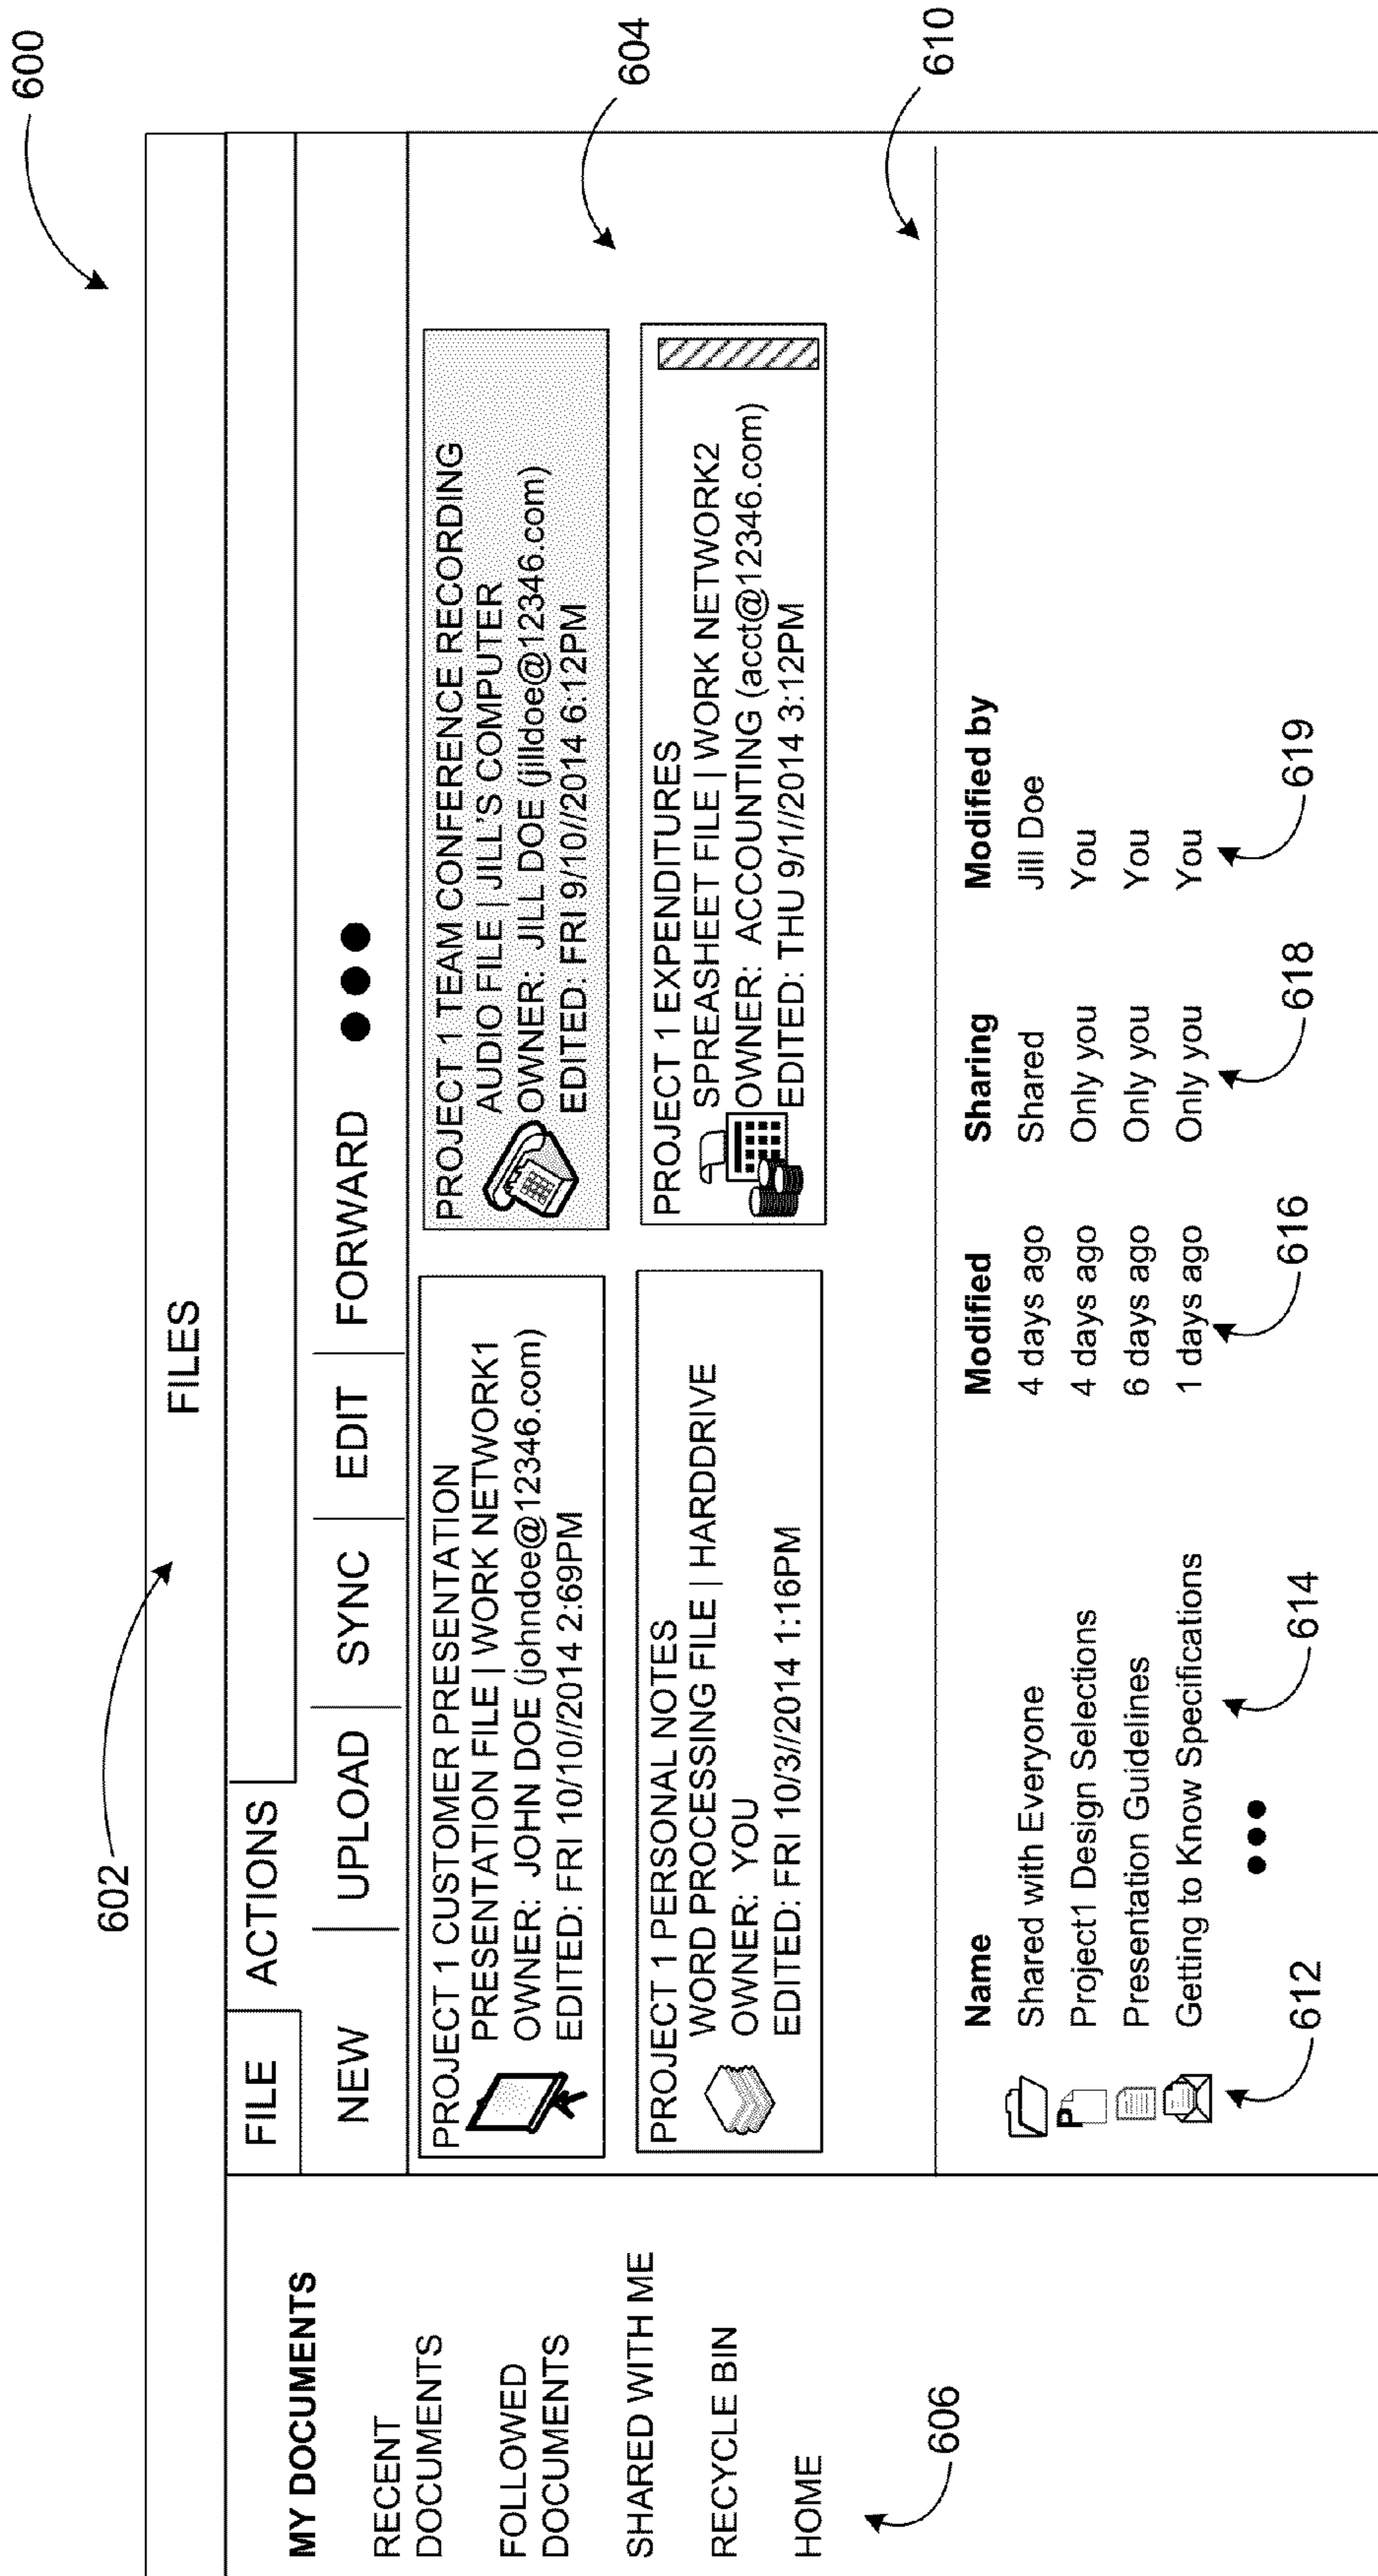 600
602
FILES
FILE
ACTIONS
NEW
UPLOAD
SYNC
EDIT
FORWARD
MY DOCUMENTS
RECENT
DOCUMENTS
FOLLOWED
DOCUMENTS
SHARED WITH ME
RECYCLE BIN
HOME
606
PROJECT 1 CUSTOMER PRESENTATION
PRESENTATION FILE | WORK NETWORK1
OWNER: JOHN DOE (johndoe@12346.com)
EDITED: FRI 10/10//2014 2:69PM
PROJECT 1 TEAM CONFERENCE RECORDING
AUDIO FILE | JILL'S COMPUTER
OWNER: JILL DOE (jilldoe@12346.com)
EDITED: FRI 9/10//2014 6:12PM
604
PROJECT 1 PERSONAL NOTES
WORD PROCESSING FILE | HARDDRIVE
OWNER: YOU
EDITED: FRI 10/3//2014 1:16PM
PROJECT 1 EXPENDITURES
SPREASHEET FILE | WORK NETWORK2
OWNER: ACCOUNTING (acct@12346.com)
EDITED: THU 9/1//2014 3:12PM
610
Name Modified Sharing Modified by
Shared with Everyone 4 days ago Shared Jill Doe
P Project1 Design Selections 4 days ago Only you You
Presentation Guidelines 6 days ago Only you You
Getting to Know Specifications 1 days ago Only you You
612
614
616
618
619